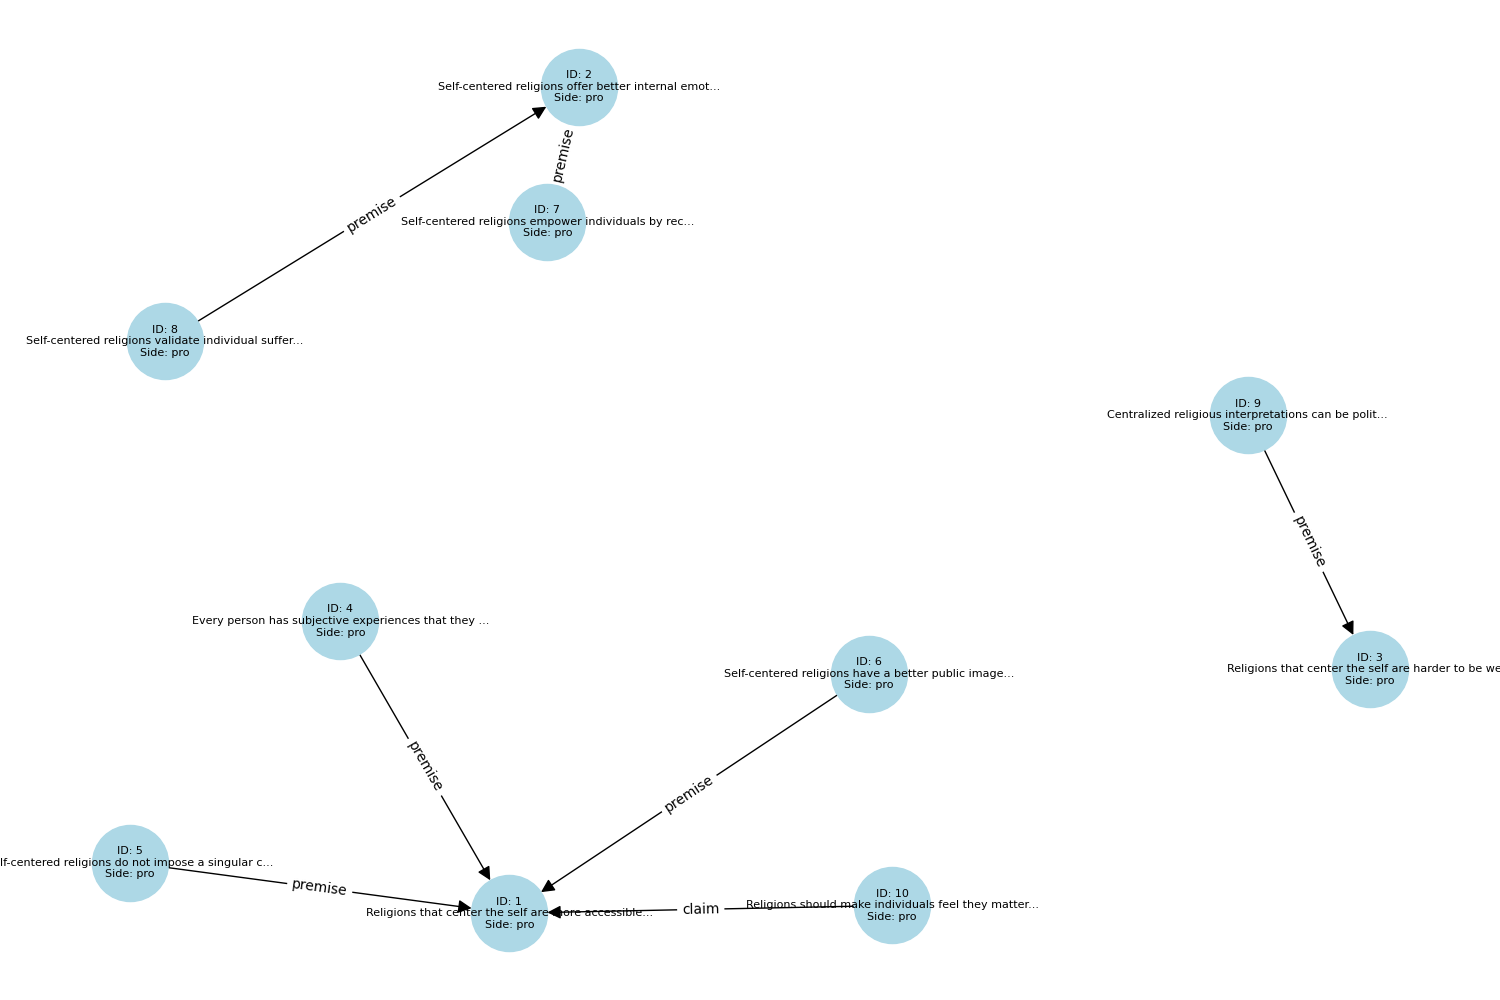 ID: 2
Self-centered religions offer better internal emot...
Side: pro
premise
ID: 7
Self-centered religions empower individuals by rec...
Side: pro
premise
ID: 8
Self-centered religions validate individual suffer...
Side: pro
ID: 9
Centralized religious interpretations can be polit...
Side: pro
premise
ID: 4
Every person has subjective experiences that they ...
Side: pro
ID: 6
Self-centered religions have a better public image...
Side: pro
ID: 3
Religions that center the self are harder to be we
Side: pro
premise
premise
ID: 5
lf-centered religions do not impose a singular c...
Side: pro
premise
ID: 1
Religions that center the self are more accessible...
Side: pro
claim
ID: 10
Religions should make individuals feel they matter...
Side: pro